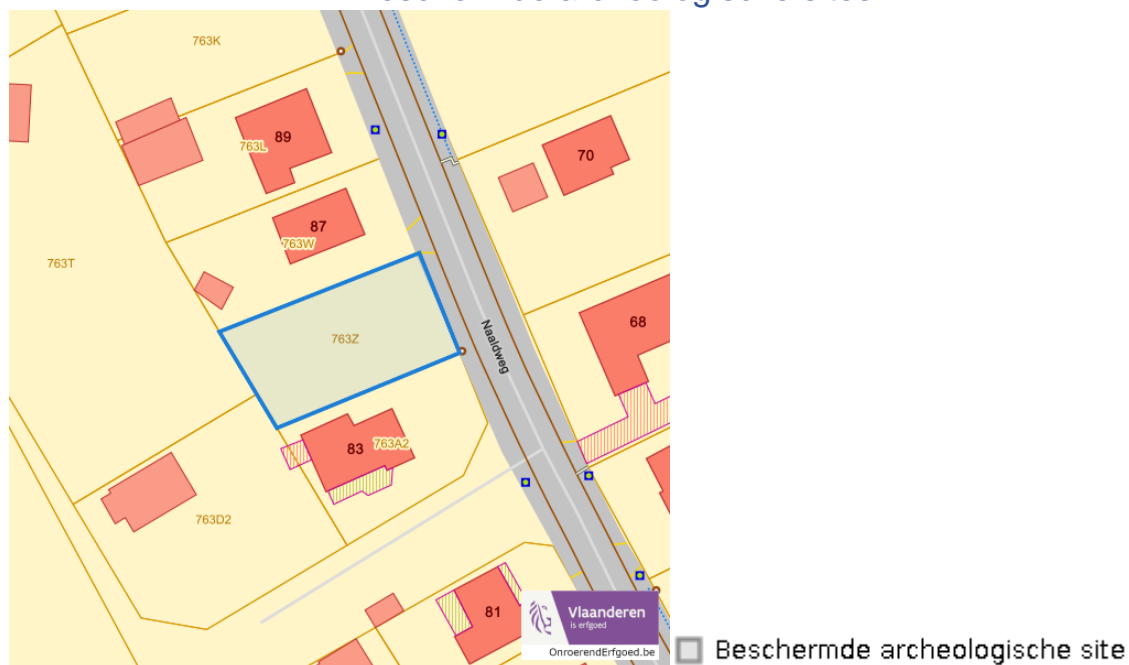 763K
89
763L
70
87
763W
763T
763Z
68
Naaldweg
83
763A2
763D2
81
Vlaanderen
is erfgoed
OnroerendErfgoed.be
Beschermde archeologische site